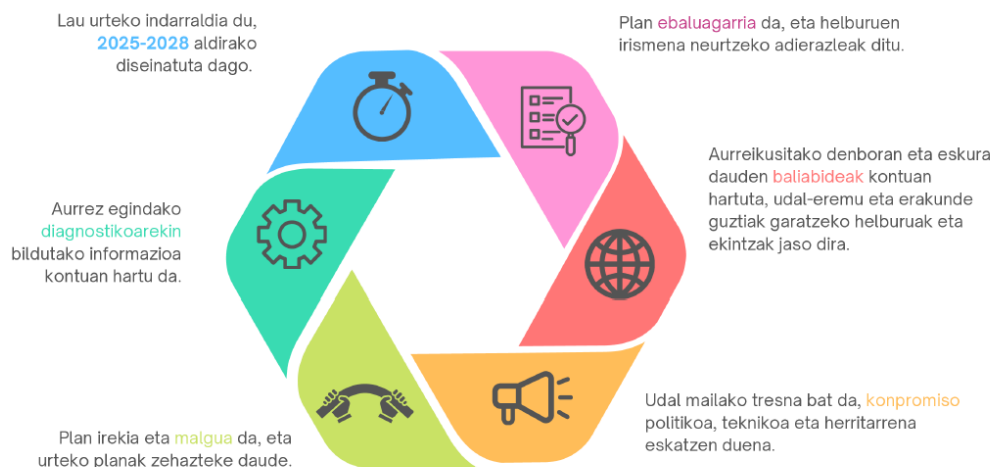 Lau urteko indarraldia du,
2025-2028 aldirako
diseinatuta dago.
Plan ebaluagarria da, eta helburuen
irismena neurtzeko adierazleak ditu.
Aurreikusitako denboran eta eskura
dauden baliabideak kontuan
hartuta, udal-eremu eta erakunde
guztiak garatzeko helburuak eta
ekintzak jaso dira.
Aurrez egindako
diagnostikoarekin
bildutako informazioa
kontuan hartu da.
Udal mailako tresna bat da, konpromiso
politikoa, teknikoa eta herritarrena
eskatzen duena.
Plan irekia eta malgua da, eta
urteko planak zehazteke daude.